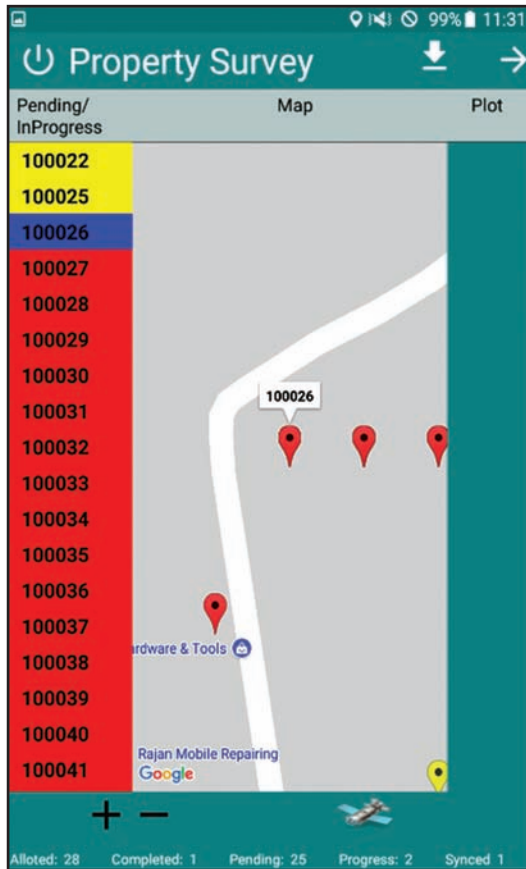 99% 11:31
Property Survey
Pending/
InProgress
Map
Plot
100022
100025
100026
100027
100028
100029
100030
100031
100032
100033
100034
100035
100036
100037
100038
100039
100040
100041
100026
ardware & Tools
Rajan Mobile Repairing
Google
+ −
Alloted: 28 Completed: 1 Pending: 25 Progress: 2 Synced 1